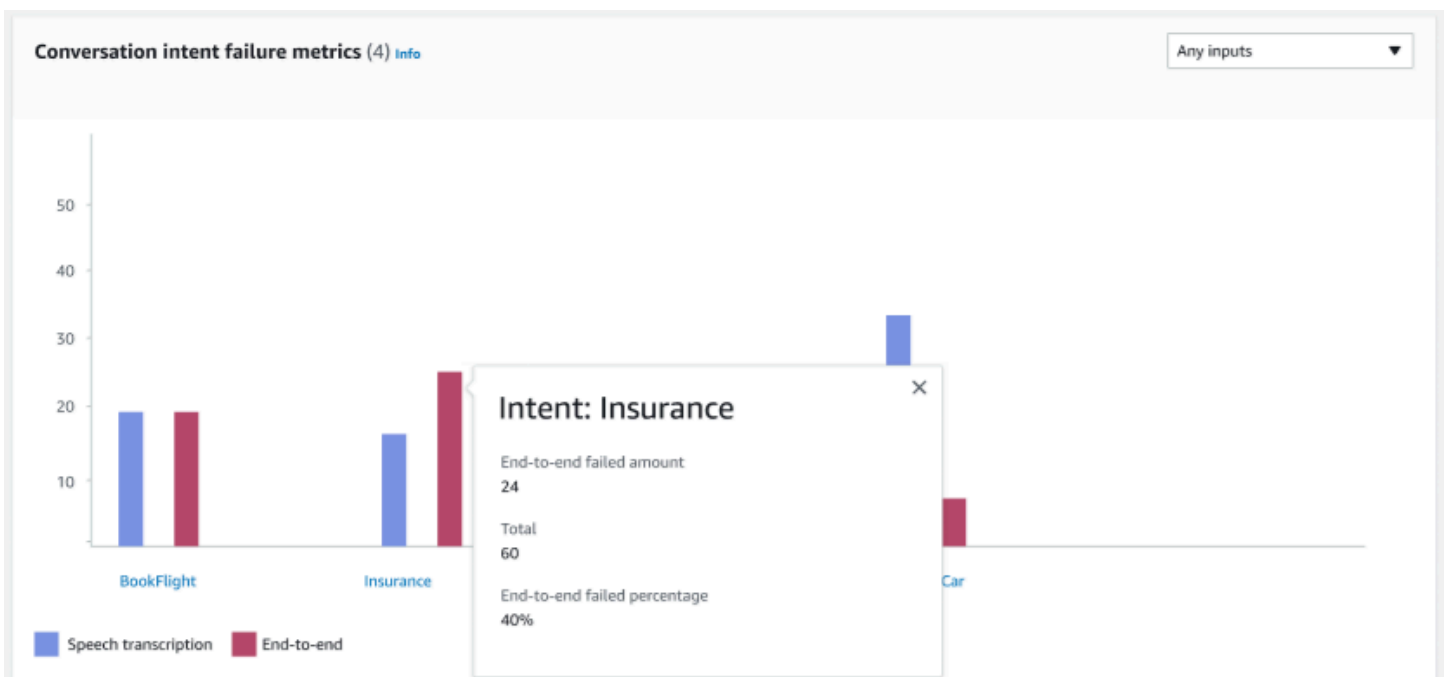 Conversation intent failure metrics (4) Info
Any inputs
50
40
30
20
10
BookFlight
Insurance
Car
Speech transcription
End-to-end
Intent: Insurance
End-to-end failed amount
24
Total
60
End-to-end failed percentage
40%